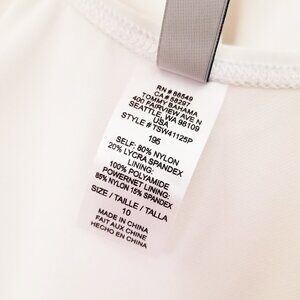 RN # 86549
CA # 58297
TOMMY BAHAMA
400 FAIRVIEW AVE N
SEATTLE, WA 98109
USA
STYLE # TSW41125P
195
SELF: 80% NYLON
20% LYCRA SPANDEX
LINING:
100% POLYAMIDE
POWERNET LINING:
85% NYLON 15% SPANDEX
SIZE / TAILLE / TALLA
10
MADE IN CHINA
FAIT AUX CHINE
HECHO EN CHINA